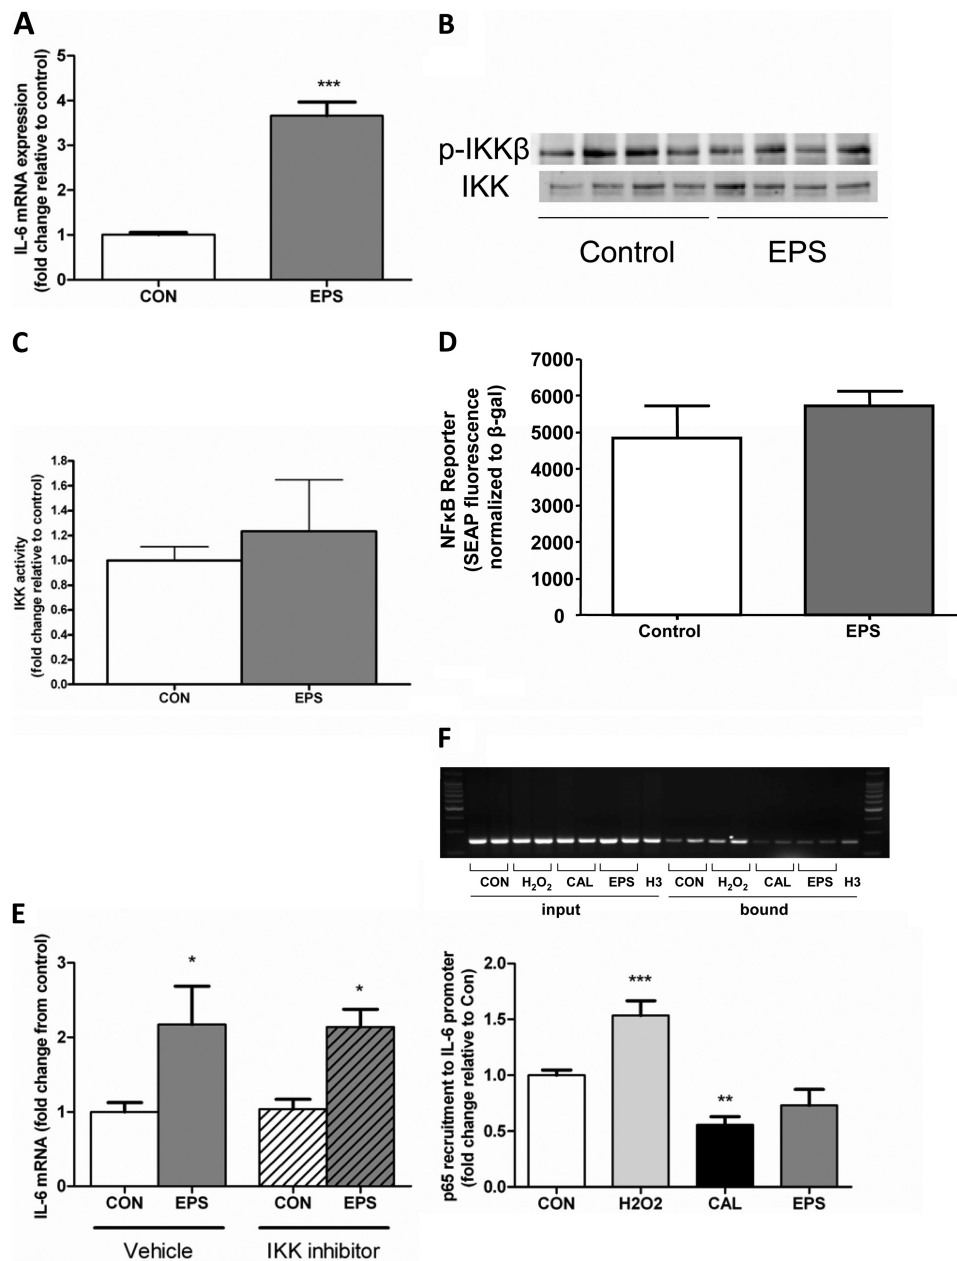 A
IL-6 mRNA expression
(fold change relative to control)
5
4
3
2
1
0
***
CON
EPS
B
p-IKKβ
IKK
Control
EPS
C
IKK activity
(fold change relative to control)
1.8
1.6
1.4
1.2
1.0
0.8
0.6
0.4
0.2
0.0
CON
EPS
D
NFκB Reporter
(SEAP fluorescence
normalized to β-gal)
7000
6000
5000
4000
3000
2000
1000
0
Control
EPS
E
IL-6 mRNA (fold change from control)
3
2
1
0
*
*
CON EPS CON EPS
Vehicle IKK inhibitor
F
CON H₂O₂ CAL EPS H3 CON H₂O₂ CAL EPS H3
input bound
p65 recruitment to IL-6 promoter
(fold change relative to Con)
2.0
1.5
1.0
0.5
0.0
***
**
CON H2O2 CAL EPS